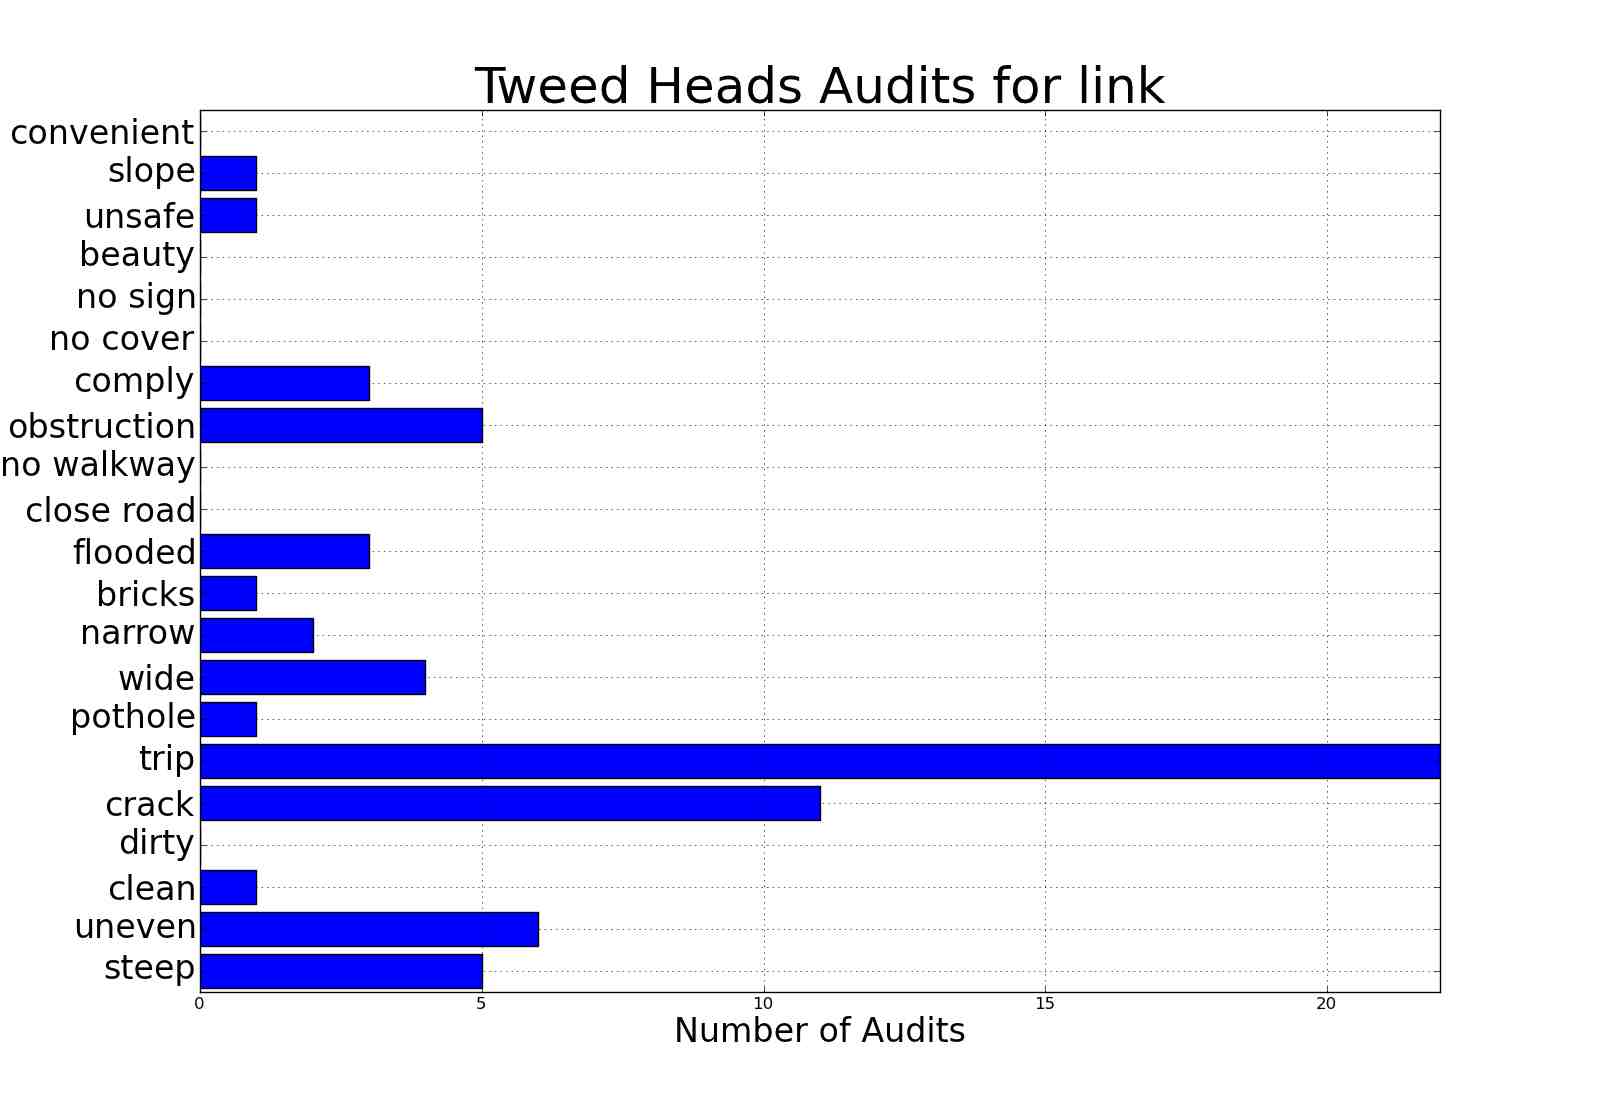 Tweed Heads Audits for link
convenient
slope
unsafe
beauty
no sign
no cover
comply
obstruction
no walkway
close road
flooded
bricks
narrow
wide
pothole
trip
crack
dirty
clean
uneven
steep
0 5 10 15 20
Number of Audits